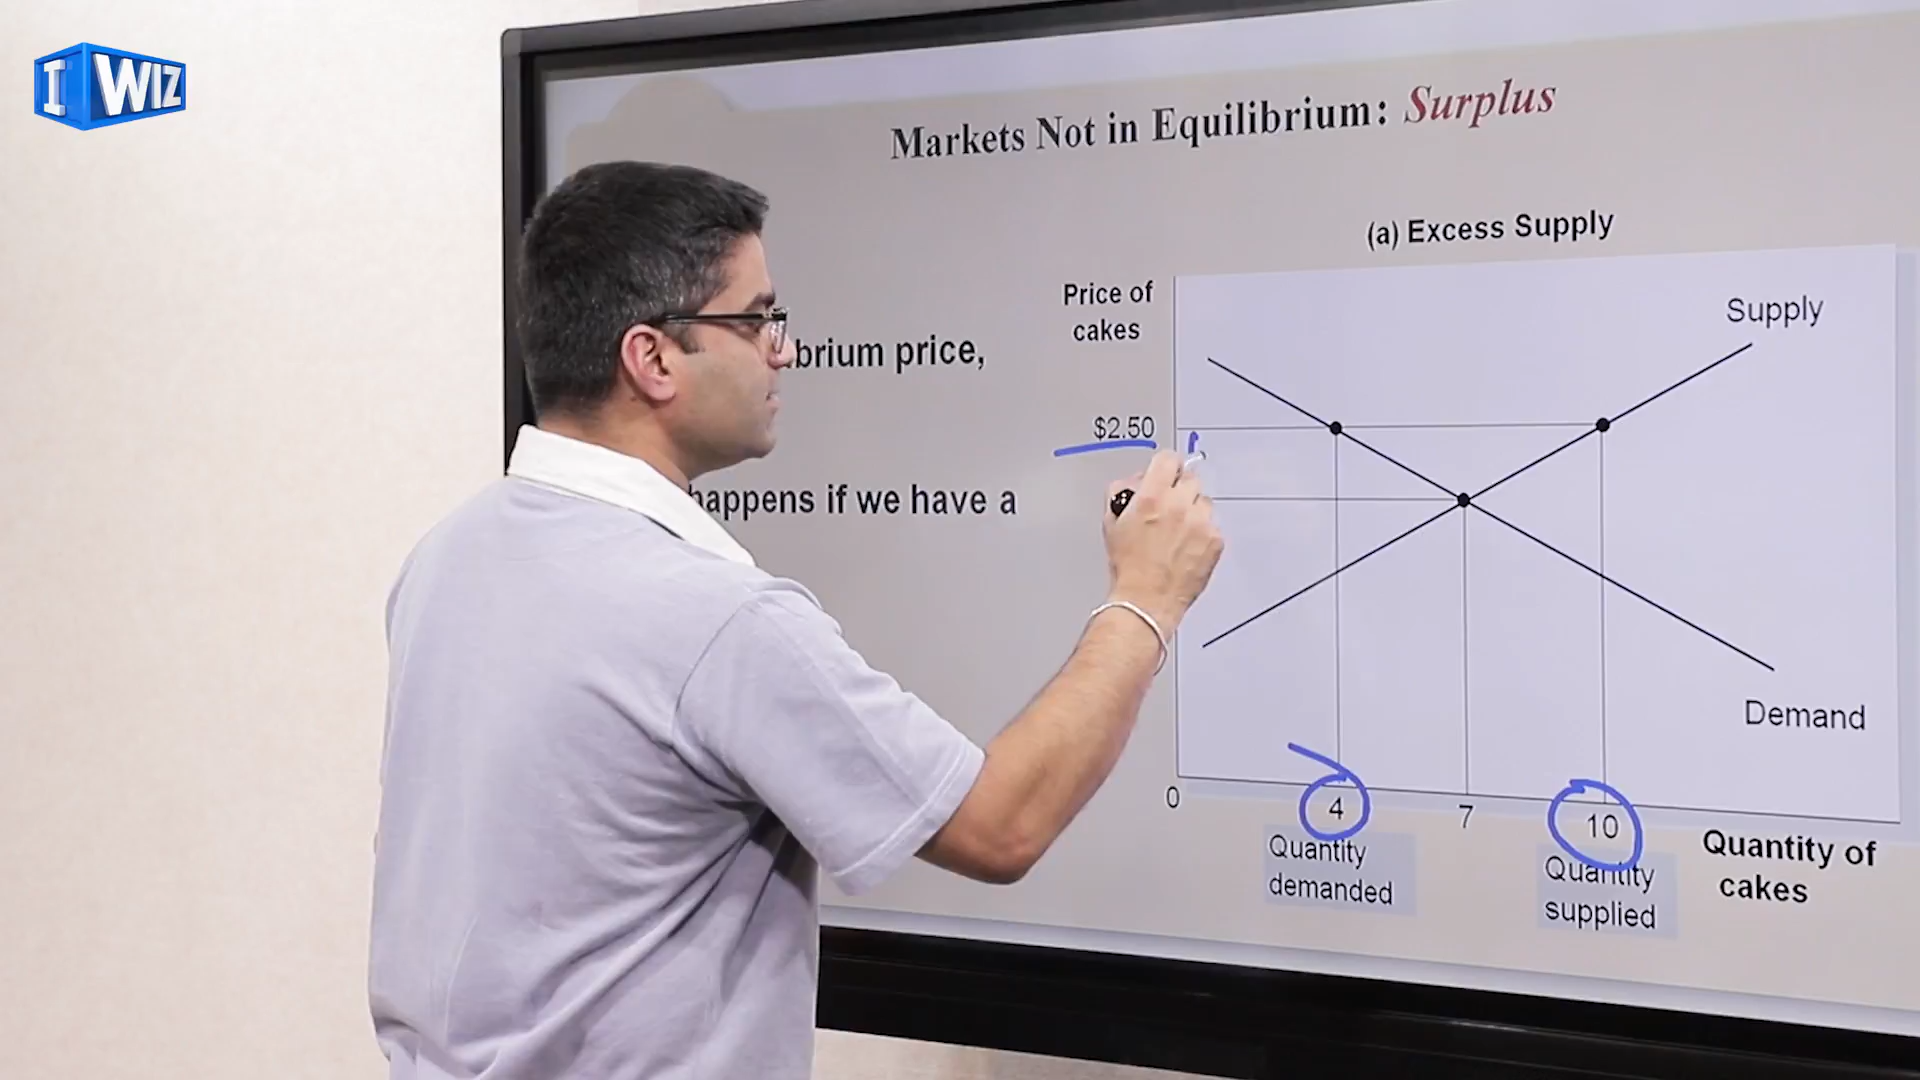 I WIZ
Markets Not in Equilibrium: Surplus
brium price,
happens if we have a
(a) Excess Supply
Price of
cakes
Supply
$2.50
Demand
0
4
7
10
Quantity
demanded
Quantity
supplied
Quantity of
cakes